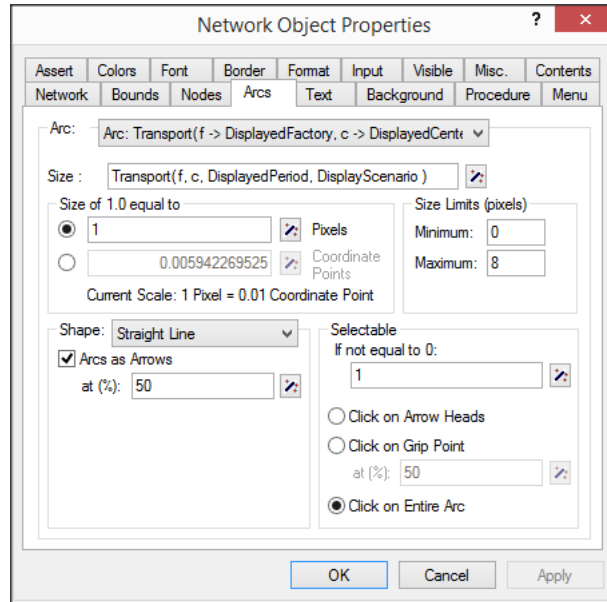 Network Object Properties
?
Assert Colors Font Border Format Input Visible Misc. Contents
Network Bounds Nodes Arcs Text Background Procedure Menu
Arc: Arc: Transport(f -> DisplayedFactory, c -> DisplayedCente
Size : Transport(f, c, DisplayedPeriod, DisplayScenario )
Size of 1.0 equal to
1 Pixels
0.005942269525 Coordinate Points
Current Scale: 1 Pixel = 0.01 Coordinate Point
Size Limits (pixels)
Minimum: 0
Maximum: 8
Shape: Straight Line
Arcs as Arrows
at (%): 50
Selectable
If not equal to 0:
1
Click on Arrow Heads
Click on Grip Point
at (%): 50
Click on Entire Arc
OK Cancel Apply